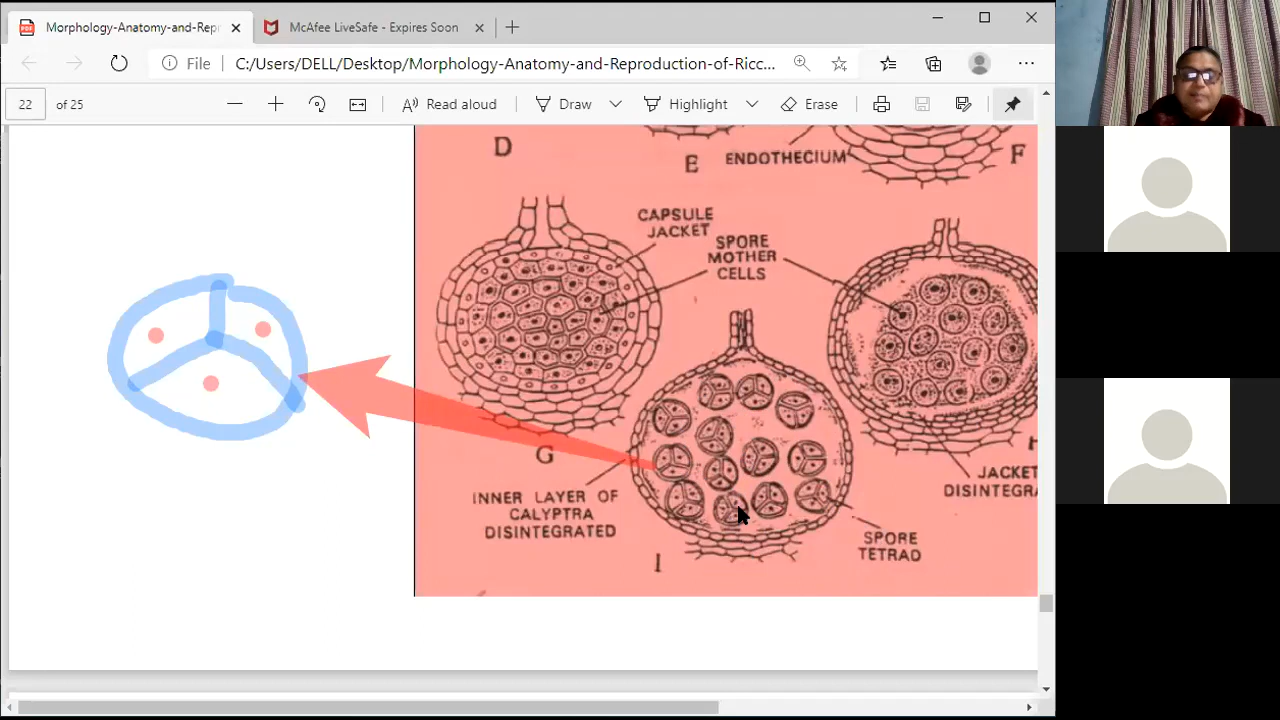 Morphology-Anatomy-and-Repr
McAfee LiveSafe - Expires Soon
File
C:/Users/DELL/Desktop/Morphology-Anatomy-and-Reproduction-of-Ricc...
22 of 25
Read aloud
Draw
Highlight
Erase
D
E
ENDOTHECIUM
F
CAPSULE
JACKET
SPORE
MOTHER
CELLS
G
INNER LAYER OF
CALYPTRA
DISINTEGRATED
JACKET
DISINTEGRA
SPORE
TETRAD
I